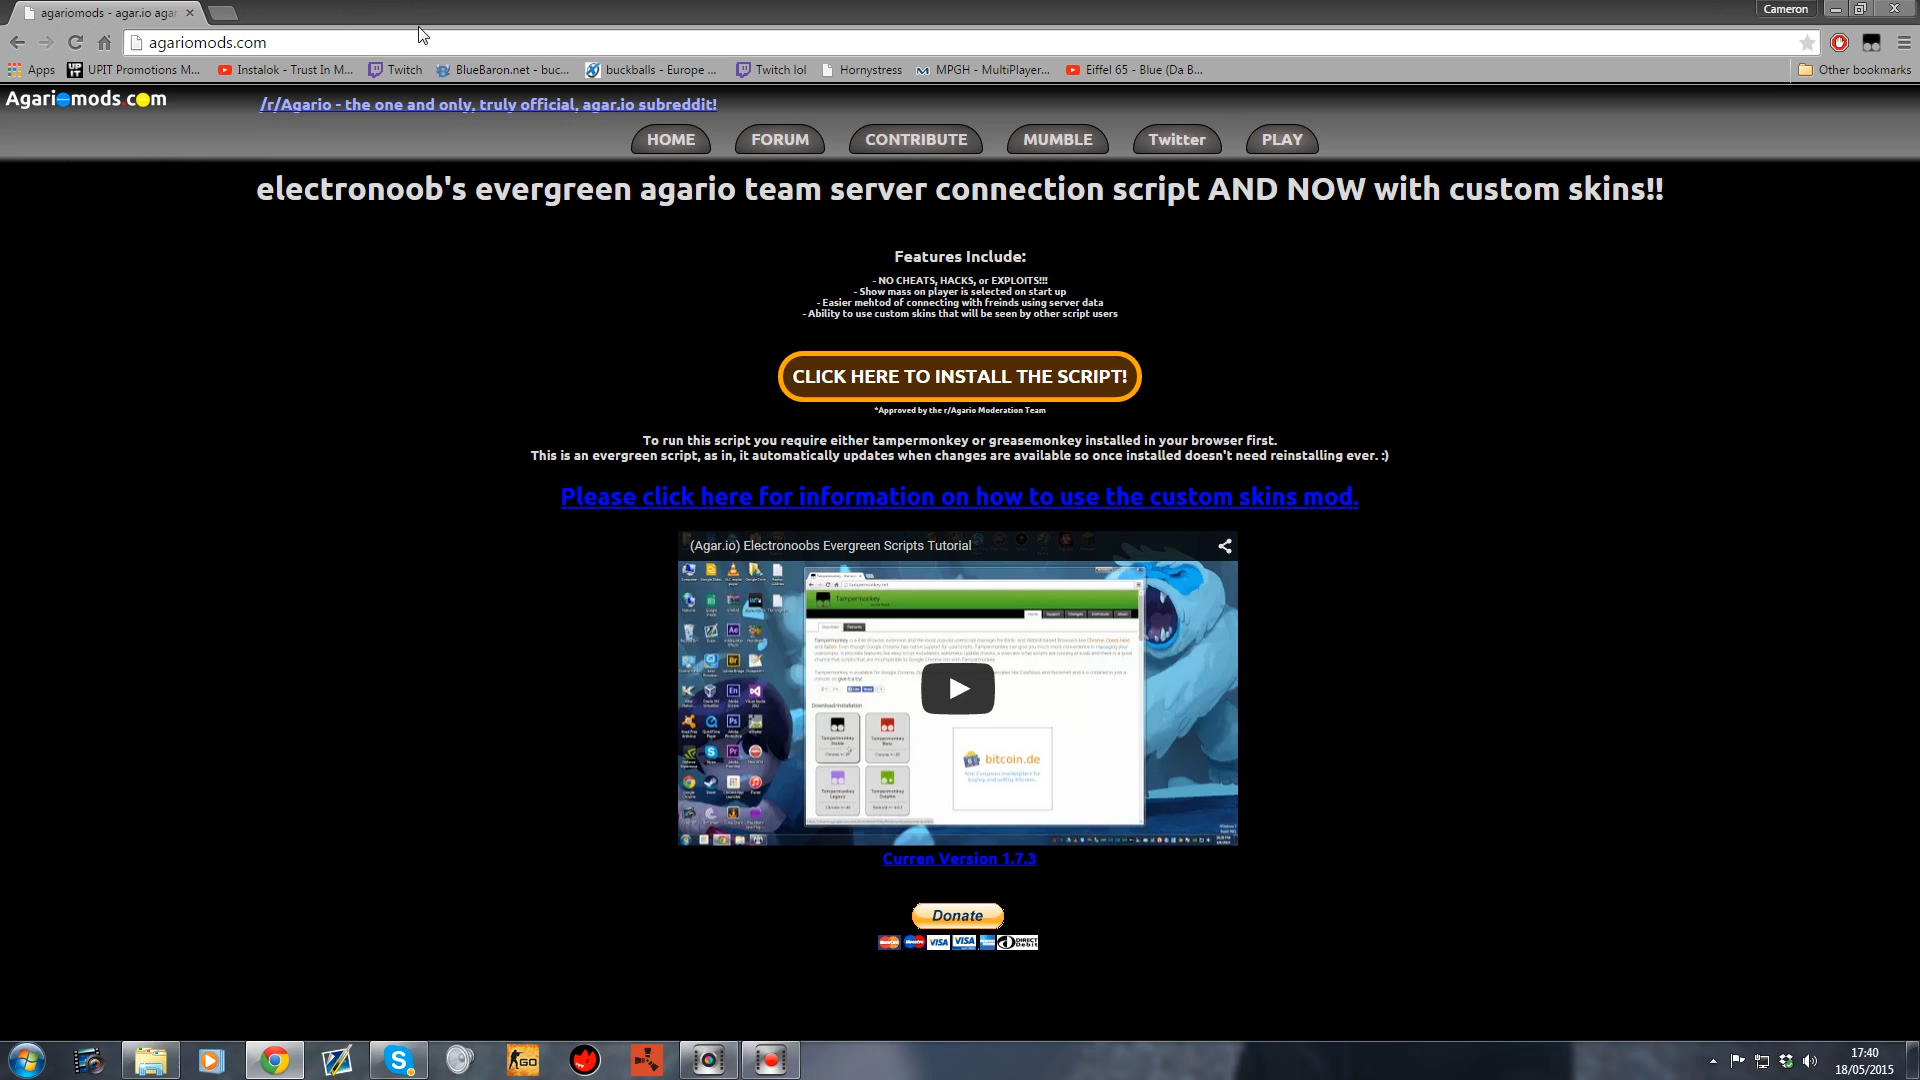 agariomods - agar.io agar
Cameron
agariomods.com
Apps
UPIT Promotions M...
Instalok - Trust In M...
Twitch
BlueBaron.net - buc...
buckballs - Europe ...
Twitch lol
Hornystress
MPGH - MultiPlayer...
Eiffel 65 - Blue (Da B...
Other bookmarks
Agariomods.com
/r/Agario - the one and only, truly official, agar.io subreddit!
HOME
FORUM
CONTRIBUTE
MUMBLE
Twitter
PLAY
electronoob's evergreen agario team server connection script AND NOW with custom skins!!
Features Include:
- NO CHEATS, HACKS, or EXPLOITS!!!
- Show mass on player is selected on start up
- Easier mehtod of connecting with freinds using server data
- Ability to use custom skins that will be seen by other script users
CLICK HERE TO INSTALL THE SCRIPT!
*Approved by the r/Agario Moderation Team
To run this script you require either tampermonkey or greasemonkey installed in your browser first.
This is an evergreen script, as in, it automatically updates when changes are available so once installed doesn't need reinstalling ever. :)
Please click here for information on how to use the custom skins mod.
(Agar.io) Electronoobs Evergreen Scripts Tutorial
Tampermonkey
bitcoin.de
Curren Version 1.7.3
Donate
VISA
VISA
DIRECT
Debit
GO
17:40
18/05/2015